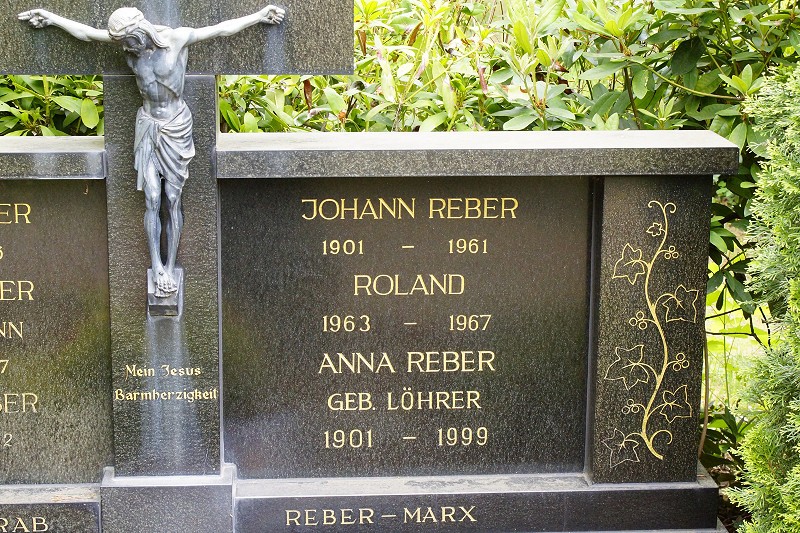 JOHANN REBER
1901 – 1961
ROLAND
1963 – 1967
ANNA REBER
GEB. LÖHRER
1901 – 1999
Mein Jesus
Barmherzigkeit
REBER – MARX